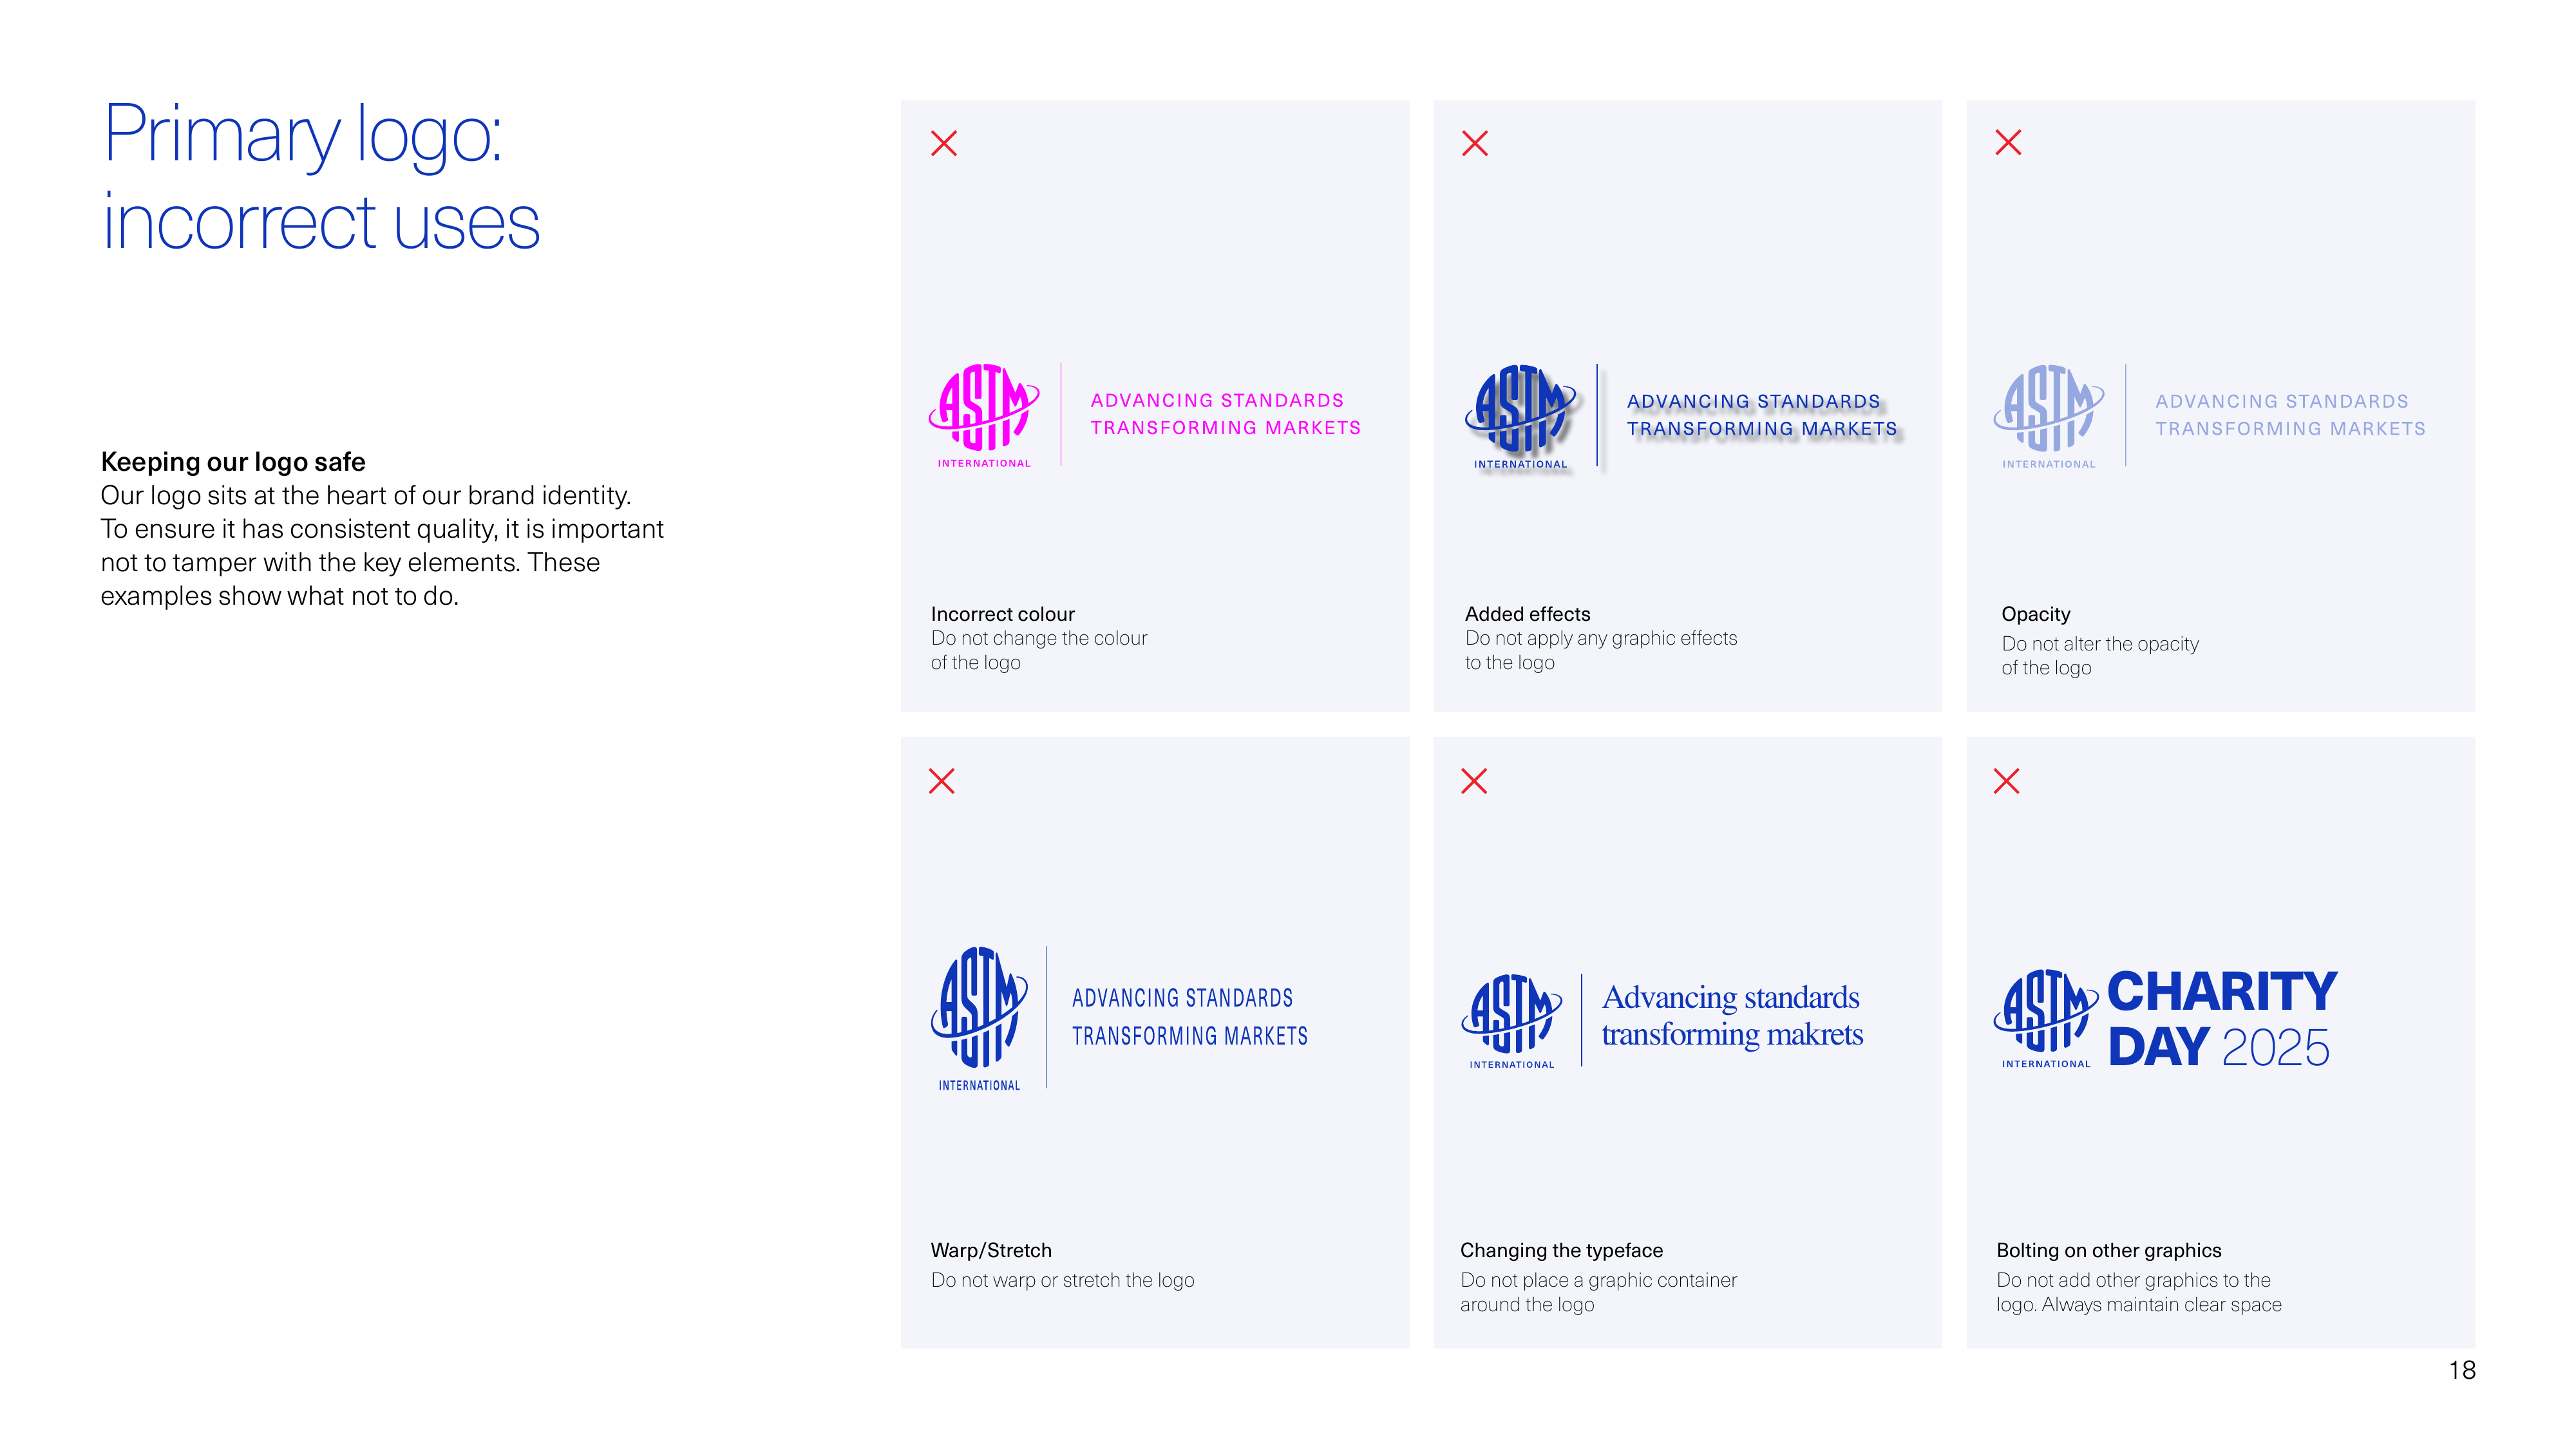 Primary logo:
incorrect uses
Keeping our logo safe
Our logo sits at the heart of our brand identity.
To ensure it has consistent quality, it is important
not to tamper with the key elements. These
examples show what not to do.
ASTM
INTERNATIONAL
ADVANCING STANDARDS
TRANSFORMING MARKETS
Incorrect colour
Do not change the colour
of the logo
ASTM
INTERNATIONAL
ADVANCING STANDARDS
TRANSFORMING MARKETS
Added effects
Do not apply any graphic effects
to the logo
ASTM
INTERNATIONAL
ADVANCING STANDARDS
TRANSFORMING MARKETS
Opacity
Do not alter the opacity
of the logo
ASTM
INTERNATIONAL
ADVANCING STANDARDS
TRANSFORMING MARKETS
Warp/Stretch
Do not warp or stretch the logo
ASTM
INTERNATIONAL
Advancing standards
transforming makrets
Changing the typeface
Do not place a graphic container
around the logo
ASTM
INTERNATIONAL
CHARITY
DAY 2025
Bolting on other graphics
Do not add other graphics to the
logo. Always maintain clear space
18